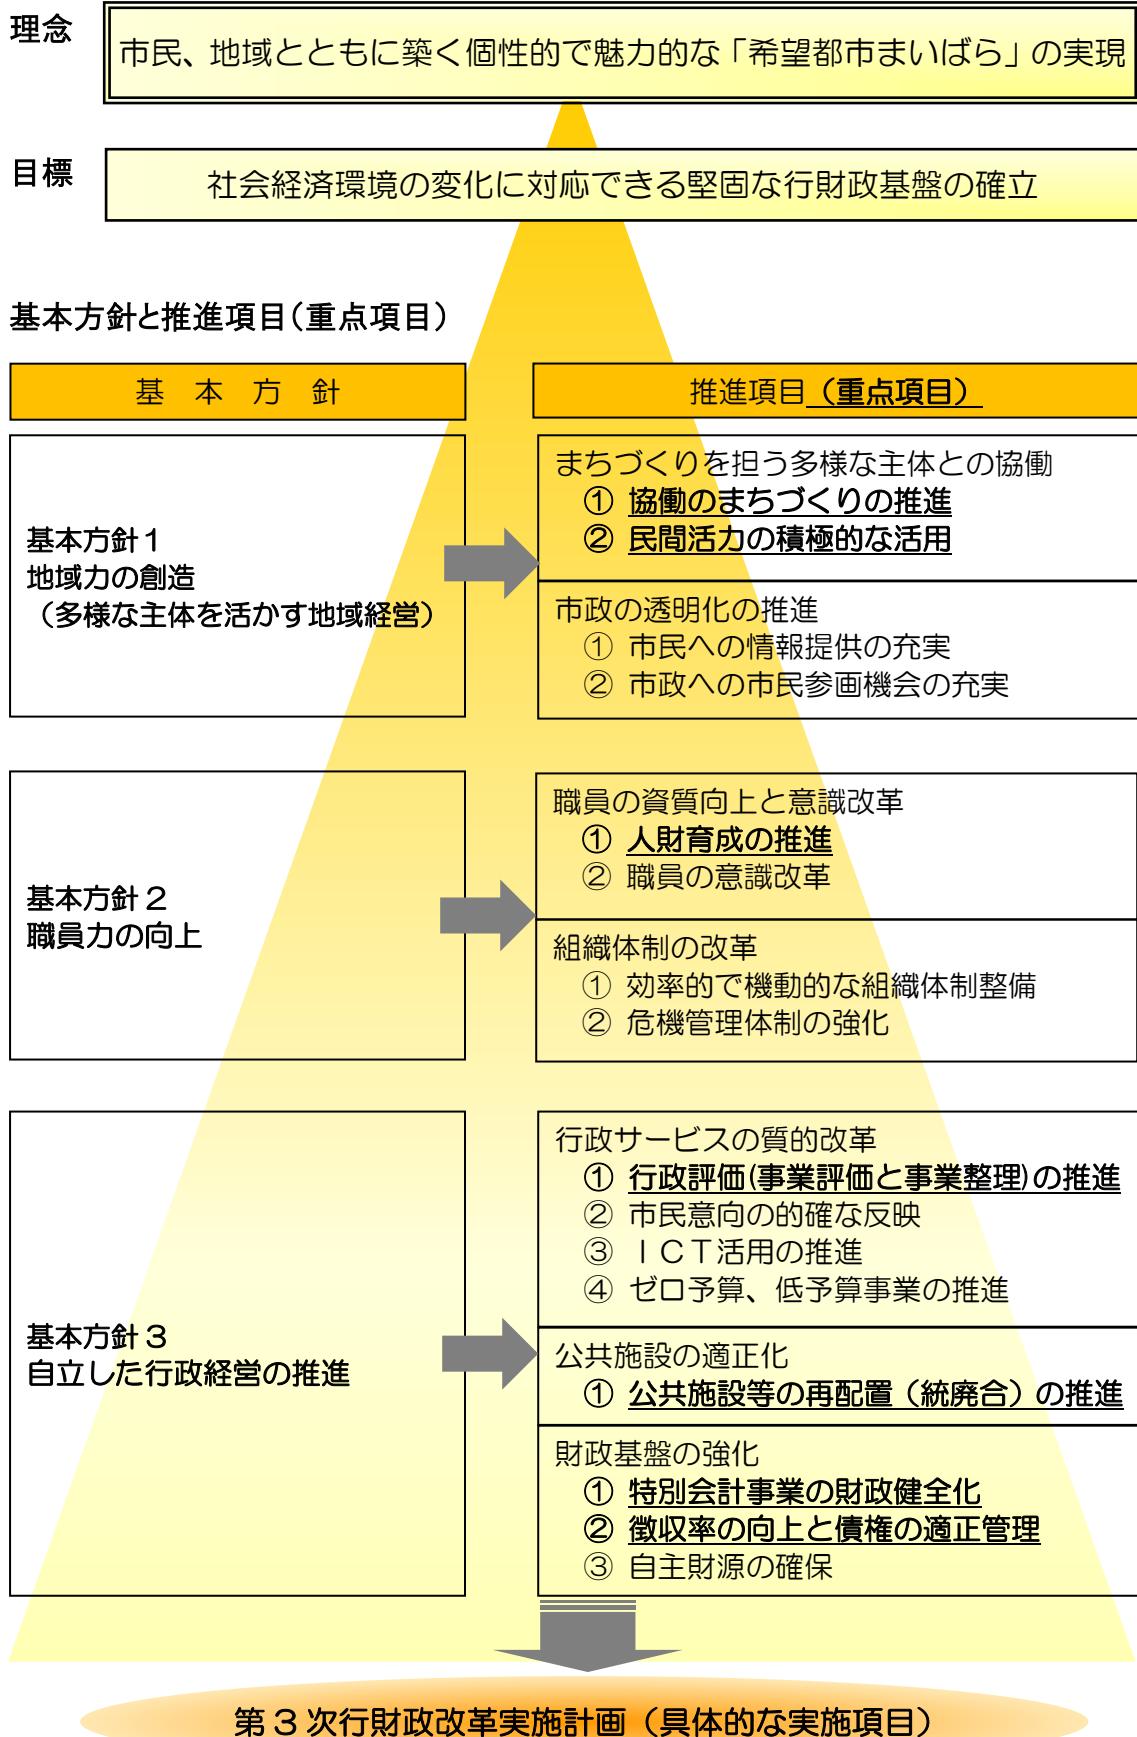 理念
市民、地域とともに築く個性的で魅力的な「希望都市まいばら」の実現
目標
社会経済環境の変化に対応できる堅固な行財政基盤の確立
基本方針と推進項目（重点項目）
基　本　方　針
推進項目（重点項目）
基本方針１
地域力の創造
（多様な主体を活かす地域経営）
まちづくりを担う多様な主体との協働
① 協働のまちづくりの推進
② 民間活力の積極的な活用
市政の透明化の推進
① 市民への情報提供の充実
② 市政への市民参画機会の充実
基本方針２
職員力の向上
職員の資質向上と意識改革
① 人財育成の推進
② 職員の意識改革
組織体制の改革
① 効率的で機動的な組織体制整備
② 危機管理体制の強化
基本方針３
自立した行政経営の推進
行政サービスの質的改革
① 行政評価(事業評価と事業整理)の推進
② 市民意向の的確な反映
③ ＩＣＴ活用の推進
④ ゼロ予算、低予算事業の推進
公共施設の適正化
① 公共施設等の再配置（統廃合）の推進
財政基盤の強化
① 特別会計事業の財政健全化
② 徴収率の向上と債権の適正管理
③ 自主財源の確保
第３次行財政改革実施計画（具体的な実施項目）